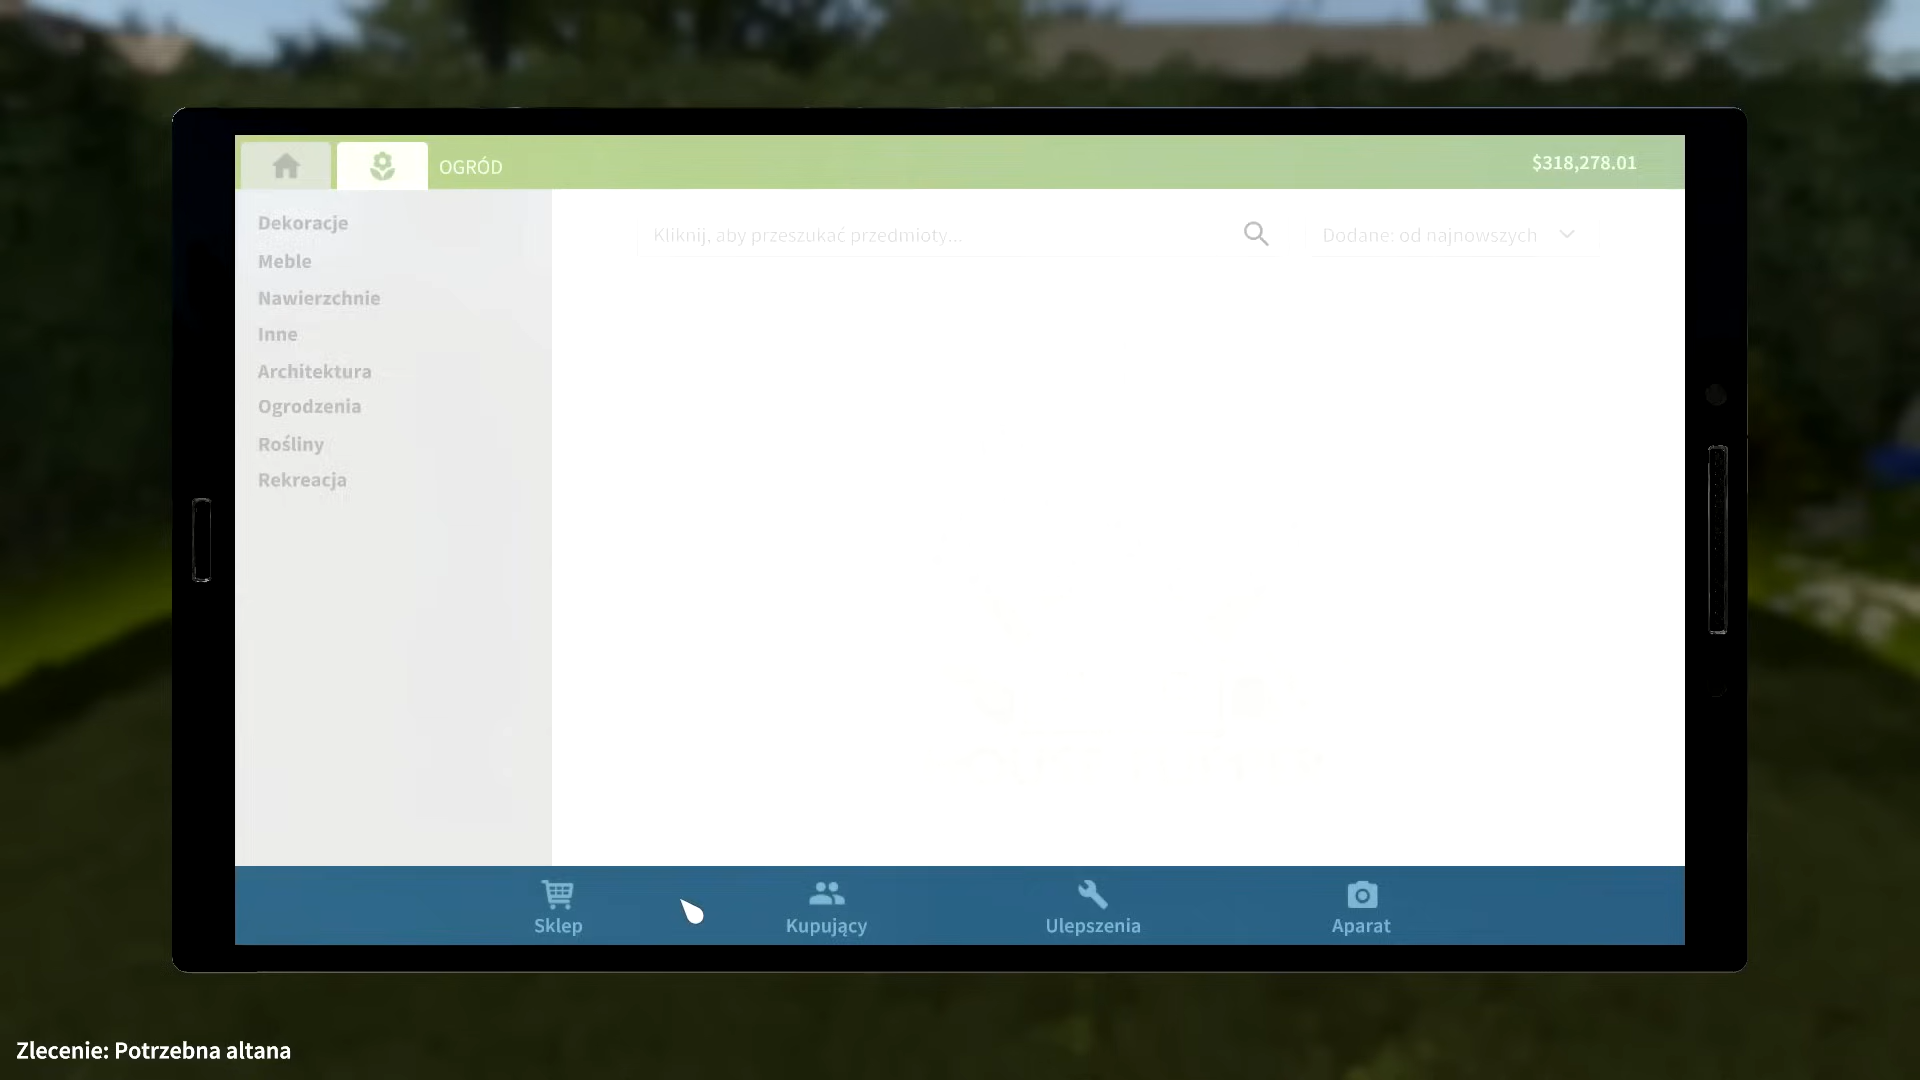 OGRÓD
$318,278.01
Dekoracje
Meble
Nawierzchnie
Inne
Architektura
Ogrodzenia
Rośliny
Rekreacja
Kliknij, aby przeszukać przedmioty...
Dodane: od najnowszych
Sklep
Kupujący
Ulepszenia
Aparat
Zlecenie: Potrzebna altana